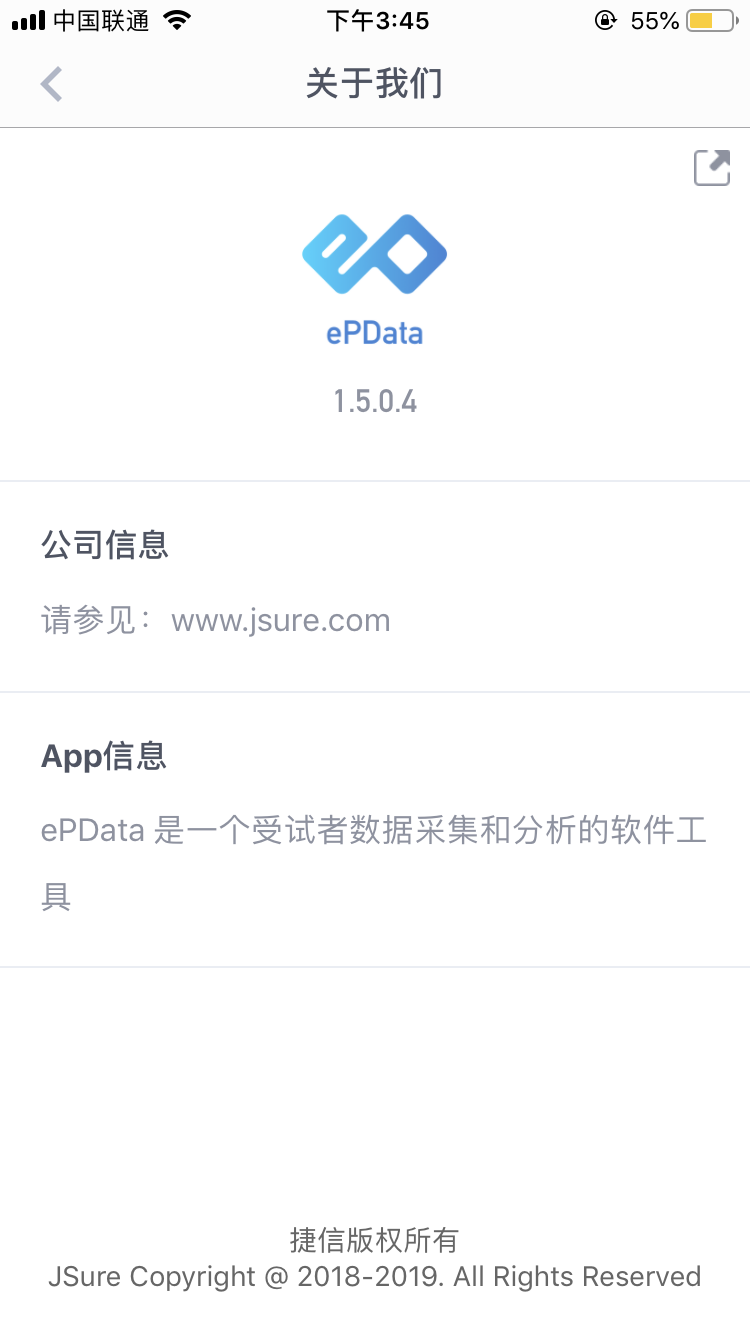 中国联通 下午3:45 55%
关于我们
ePData
1.5.0.4
公司信息
请参见：www.jsure.com
App信息
ePData 是一个受试者数据采集和分析的软件工
具
捷信版权所有
JSure Copyright @ 2018-2019. All Rights Reserved